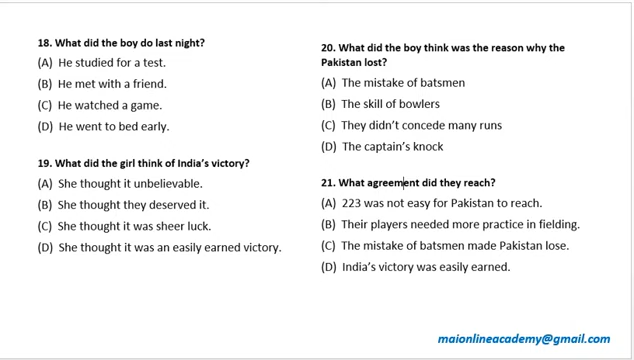 18. What did the boy do last night?
(A) He studied for a test.
(B) He met with a friend.
(C) He watched a game.
(D) He went to bed early.
19. What did the girl think of India's victory?
(A) She thought it unbelievable.
(B) She thought they deserved it.
(C) She thought it was sheer luck.
(D) She thought it was an easily earned victory.
20. What did the boy think was the reason why the
Pakistan lost?
(A) The mistake of batsmen
(B) The skill of bowlers
(C) They didn't concede many runs
(D) The captain's knock
21. What agreement did they reach?
(A) 223 was not easy for Pakistan to reach.
(B) Their players needed more practice in fielding.
(C) The mistake of batsmen made Pakistan lose.
(D) India's victory was easily earned.
maionlineacademy@gmail.com